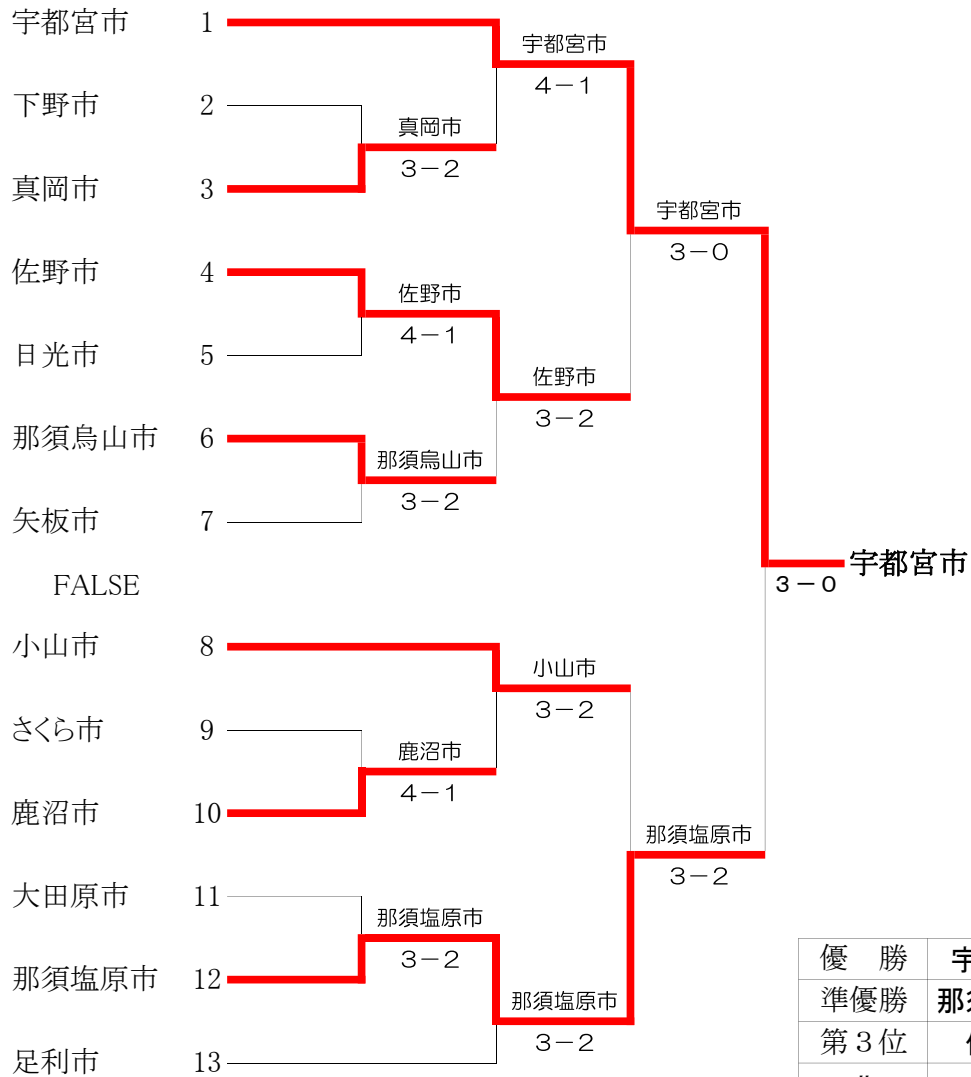 宇都宮市 1
宇都宮市
4－1
下野市 2
真岡市
3－2
真岡市 3
宇都宮市
3－0
佐野市 4
佐野市
4－1
日光市 5
佐野市
3－2
那須烏山市 6
那須烏山市
3－2
矢板市 7
宇都宮市
3－0
FALSE
小山市 8
小山市
3－2
さくら市 9
鹿沼市
4－1
鹿沼市 10
那須塩原市
3－2
大田原市 11
那須塩原市
3－2
那須塩原市 12
那須塩原市
3－2
足利市 13
優　勝
準優勝
第３位